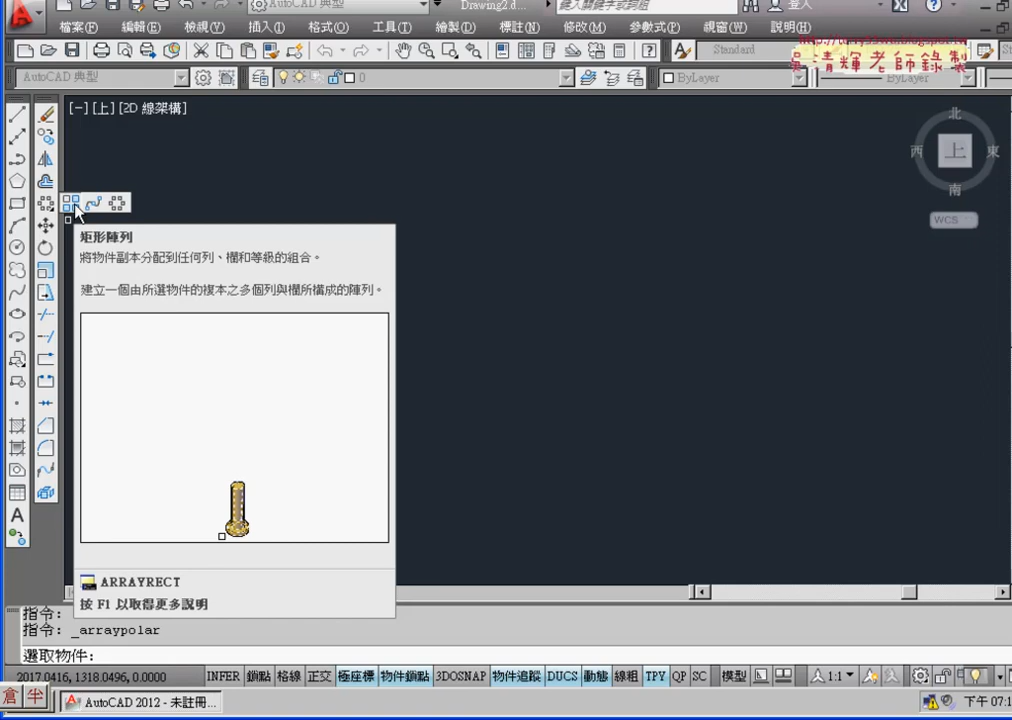 AutoCAD 典型
Drawing2.d...
鍵入關鍵字或詞組
登入
檔案(F)
編輯(E)
檢視(V)
插入(I)
格式(O)
工具(T)
繪製(D)
標註(N)
修改(M)
參數式(P)
視窗(W)
說明(H)
Standard
吳清輝老師錄製
AutoCAD 典型
0
ByLayer
ByLayer
[−][上][2D 線架構]
北
西
上
東
南
WCS
矩形陣列
將物件副本分配到任何列、欄和等級的組合。
建立一個由所選物件的複本之多個列與欄所構成的陣列。
ARRAYRECT
按 F1 以取得更多說明
指令:
指令: _arraypolar
選取物件:
2017.0416, 1318.0496, 0.0000
INFER 鎖點 格線 正交 極座標 物件鎖點 3DOSNAP 物件追蹤 DUCS 動態 線粗 TPY QP SC
模型
1:1
倉 半
AutoCAD 2012 - 未註冊...
下午 07:1